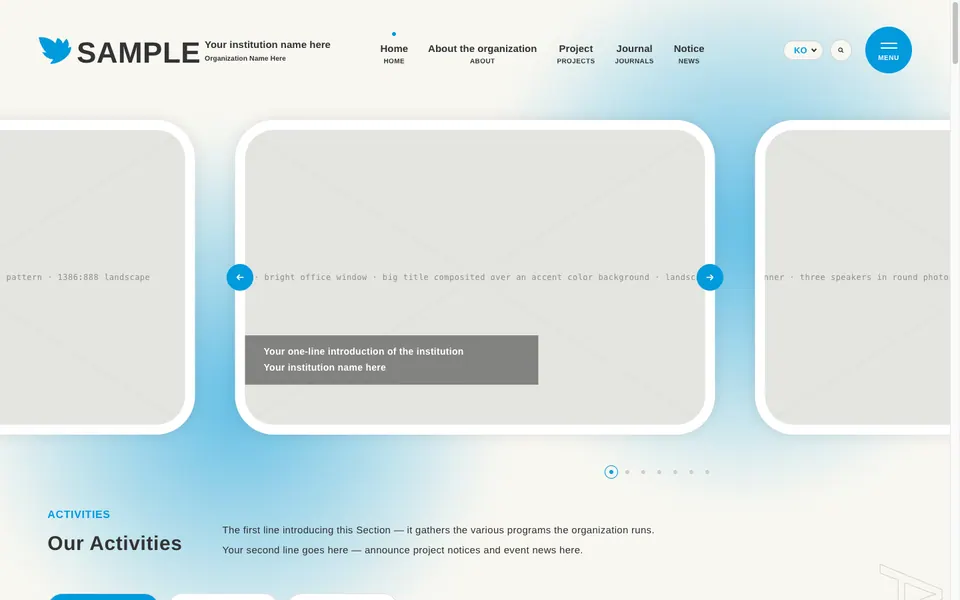 SAMPLE
Your institution name here
Organization Name Here
Home
HOME
About the organization
ABOUT
Project
PROJECTS
Journal
JOURNALS
Notice
NEWS
KO
MENU
pattern · 1386:888 landscape
· bright office window · big title composited over an accent color background · landsc
nner · three speakers in round photo
Your one-line introduction of the institution
Your institution name here
ACTIVITIES
Our Activities
The first line introducing this Section — it gathers the various programs the organization runs.
Your second line goes here — announce project notices and event news here.
A